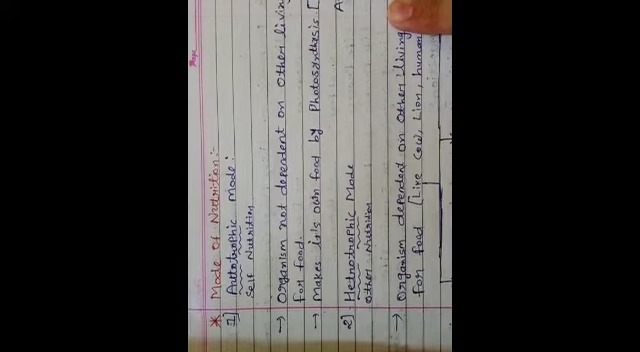 * Mode of Nutrition :-
1] Autotrophic Mode :
Self Nutrition
→ Organism not dependent on other living
for food.
→ Makes it's own food by Photosynthesis [
2] Hetrotrophic Mode
Other Nutrition
→ Organism dependent on other living
for food [Like Cow, Lion, human